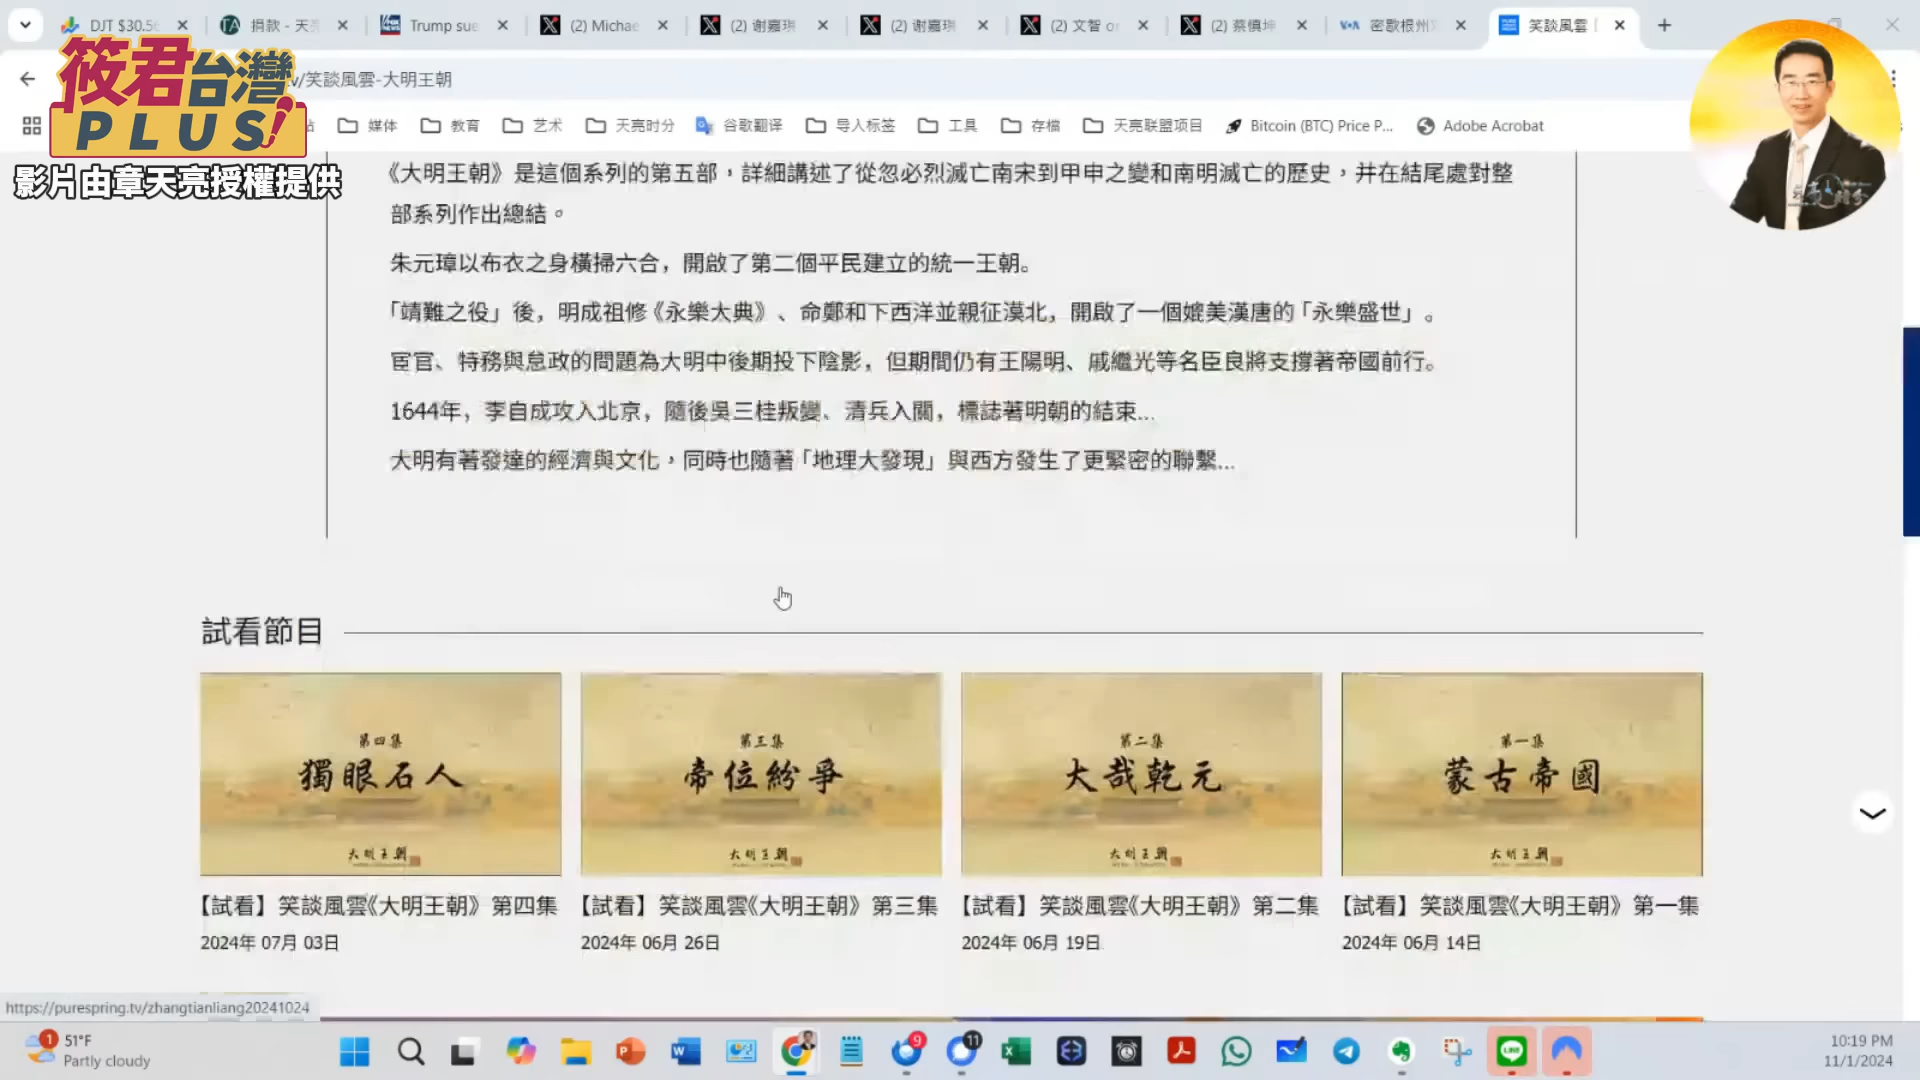 DJT $30.5
捐款 - 天
Trump sue
(2) Michae
(2) 谢嘉琪
(2) 谢嘉琪
(2) 文智 or
(2) 蔡慎坤
VOA 密歇根州
笑談風雲
/笑談風雲-大明王朝
筱君台灣
PLUS!
影片由章天亮授權提供
媒体
教育
艺术
天亮时分
谷歌翻译
导入标签
工具
存檔
天亮联盟项目
Bitcoin (BTC) Price P...
Adobe Acrobat
《大明王朝》是這個系列的第五部，詳細講述了從忽必烈滅亡南宋到甲申之變和南明滅亡的歷史，并在結尾處對整
部系列作出總結。
朱元璋以布衣之身橫掃六合，開啟了第二個平民建立的統一王朝。
「靖難之役」後，明成祖修《永樂大典》、命鄭和下西洋並親征漠北，開啟了一個媲美漢唐的「永樂盛世」。
宦官、特務與怠政的問題為大明中後期投下陰影，但期間仍有王陽明、戚繼光等名臣良將支撐著帝國前行。
1644年，李自成攻入北京，隨後吳三桂叛變、清兵入關，標誌著明朝的結束...
大明有著發達的經濟與文化，同時也隨著「地理大發現」與西方發生了更緊密的聯繫...
試看節目
第四集
獨眼石人
大明王朝
第三集
帝位紛爭
大明王朝
第二集
大哉乾元
大明王朝
第一集
蒙古帝國
大明王朝
【試看】笑談風雲《大明王朝》第四集
2024年 07月 03日
【試看】笑談風雲《大明王朝》第三集
2024年 06月 26日
【試看】笑談風雲《大明王朝》第二集
2024年 06月 19日
【試看】笑談風雲《大明王朝》第一集
2024年 06月 14日
https://purespring.tv/zhangtianliang20241024
1
51°F
Partly cloudy
9
11
LINE
10:19 PM
11/1/2024